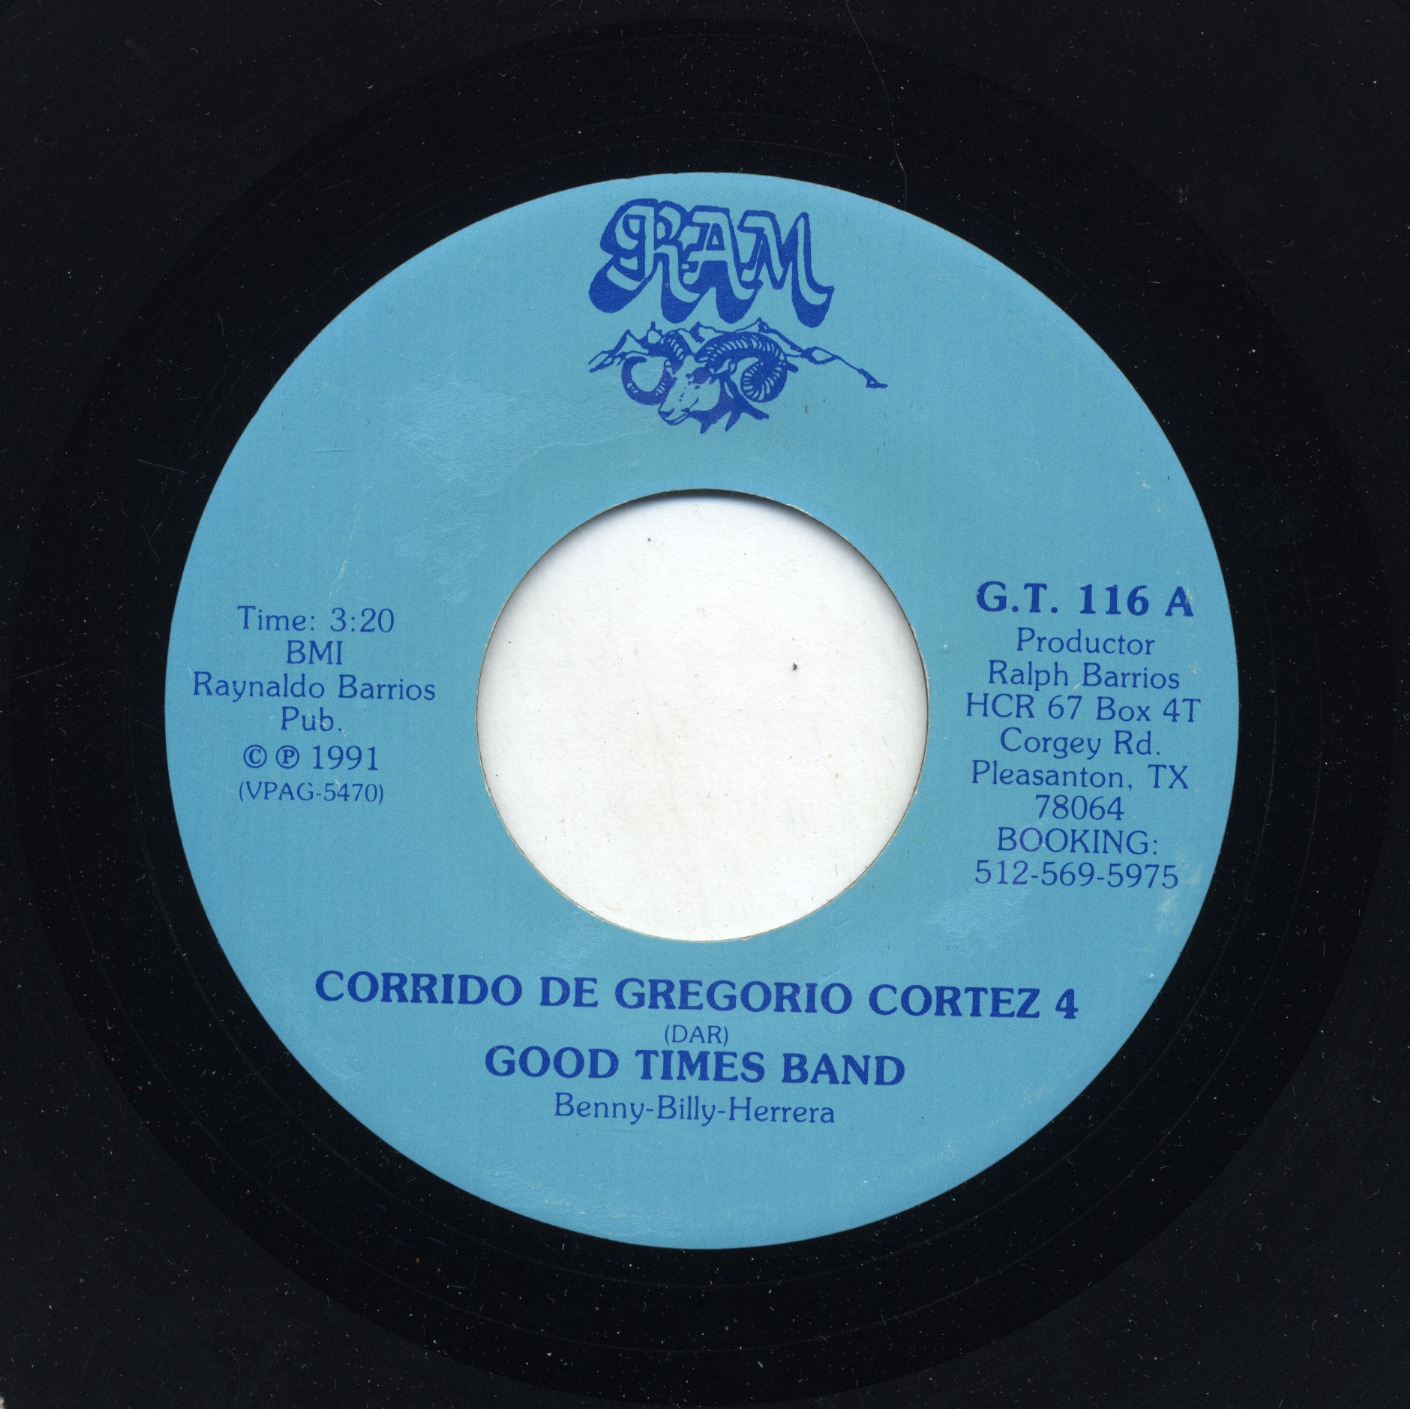 RAM
Time: 3:20
BMI
Raynaldo Barrios
Pub.
© ℗ 1991
(VPAG-5470)
G.T. 116 A
Productor
Ralph Barrios
HCR 67 Box 4T
Corgey Rd.
Pleasanton, TX
78064
BOOKING:
512-569-5975
CORRIDO DE GREGORIO CORTEZ 4
(DAR)
GOOD TIMES BAND
Benny-Billy-Herrera